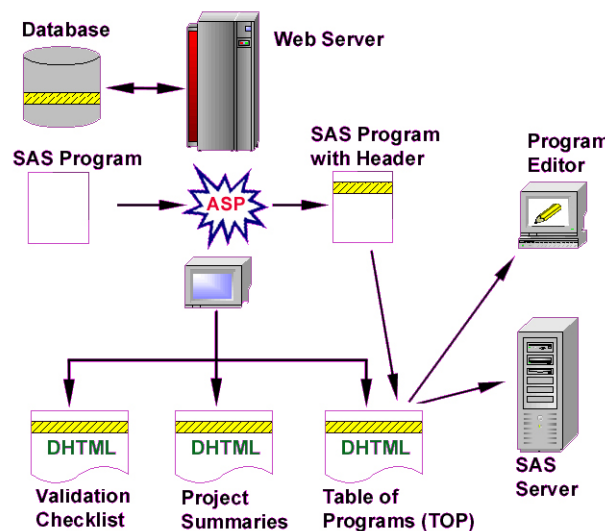 Database
Web Server
SAS Program
SAS Program
with Header
Program
Editor
ASP
DHTML
DHTML
DHTML
Validation
Checklist
Project
Summaries
Table of
Programs (TOP)
SAS
Server